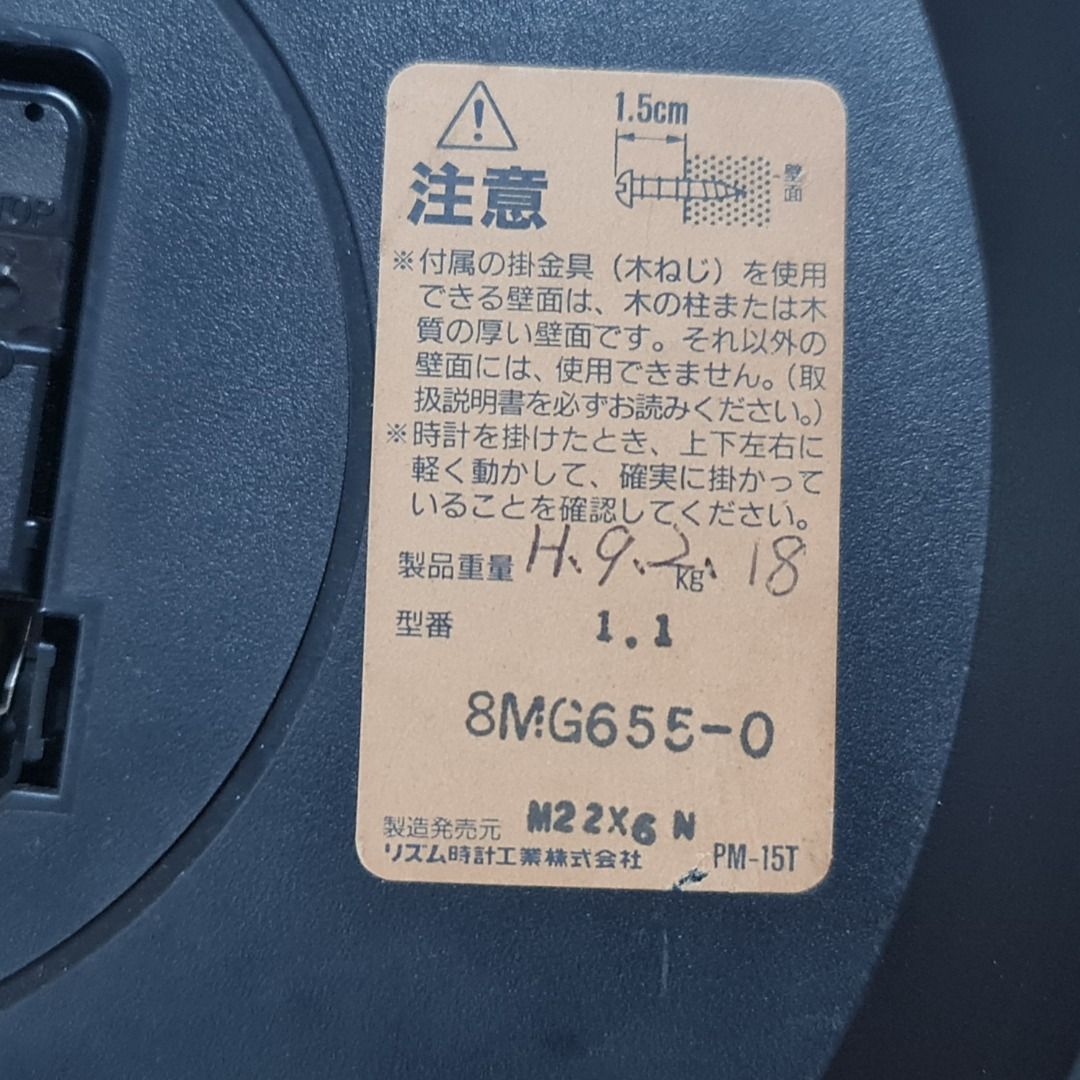 TOP
1.5cm
壁面
注意
※付属の掛金具（木ねじ）を使用
できる壁面は、木の柱または木
質の厚い壁面です。それ以外の
壁面には、使用できません。（取
扱説明書を必ずお読みください。）
※時計を掛けたとき、上下左右に
軽く動かして、確実に掛かって
いることを確認してください。
製品重量 H.9.2.18 kg
型番 1.1
8MG655-0
M22X6 N
製造発売元
リズム時計工業株式会社 PM-15T